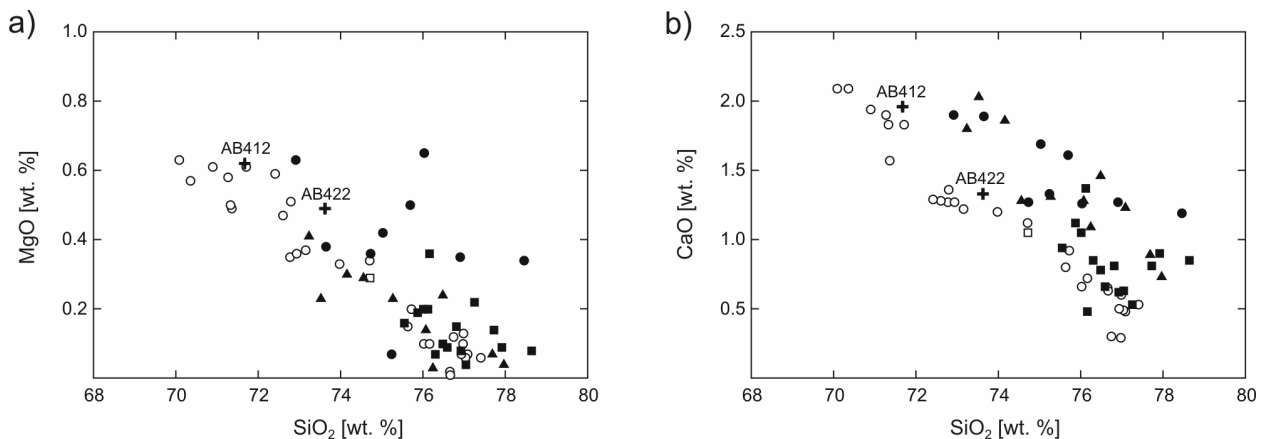 a)
1.0
0.8
0.6
0.4
0.2
MgO [wt. %]
AB412
AB422
68 70 72 74 76 78 80
SiO₂ [wt. %]
b)
2.5
2.0
1.5
1.0
0.5
CaO [wt. %]
AB412
AB422
68 70 72 74 76 78 80
SiO₂ [wt. %]